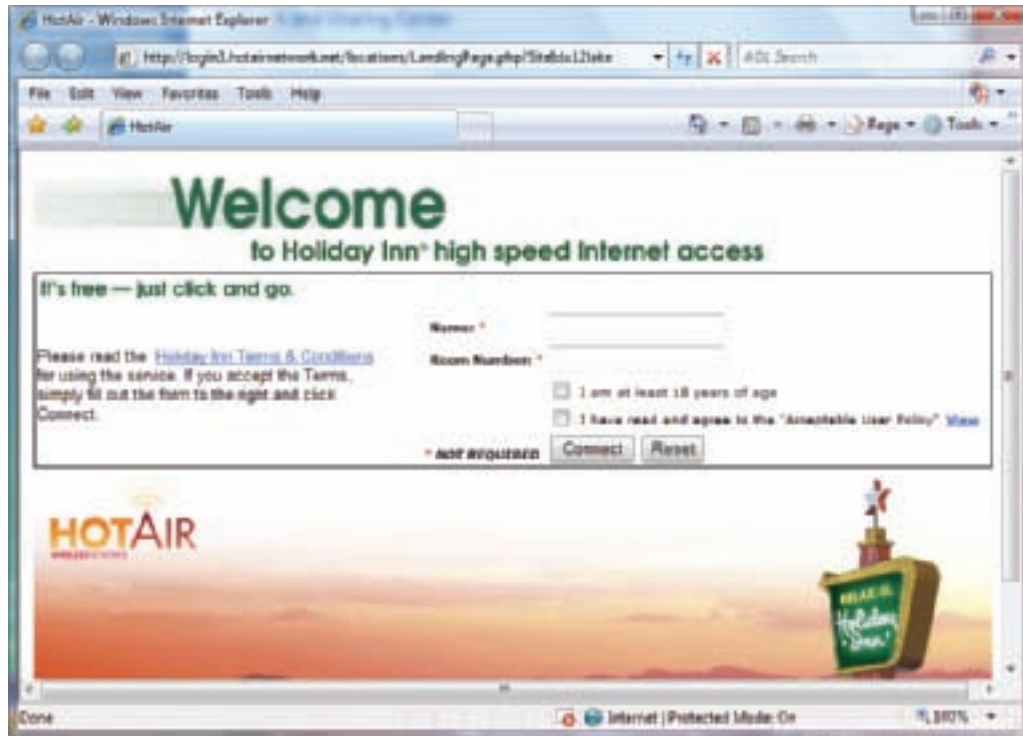 HotAir - Windows Internet Explorer
File Edit View Favorites Tools Help
AOL Search
HotAir
Page Tools
Welcome
to Holiday Inn® high speed Internet access
It's free — just click and go.
Name: *
Please read the Holiday Inn Terms & Conditions
for using the service. If you accept the Terms,
simply fill out the form to the right and click
Connect.
Room Number: *
I am at least 18 years of age
I have read and agree to the "Acceptable User Policy" View
* NOT REQUIRED Connect Reset
HOTAIR
Holiday
Inn
Done
Internet | Protected Mode: On
100%